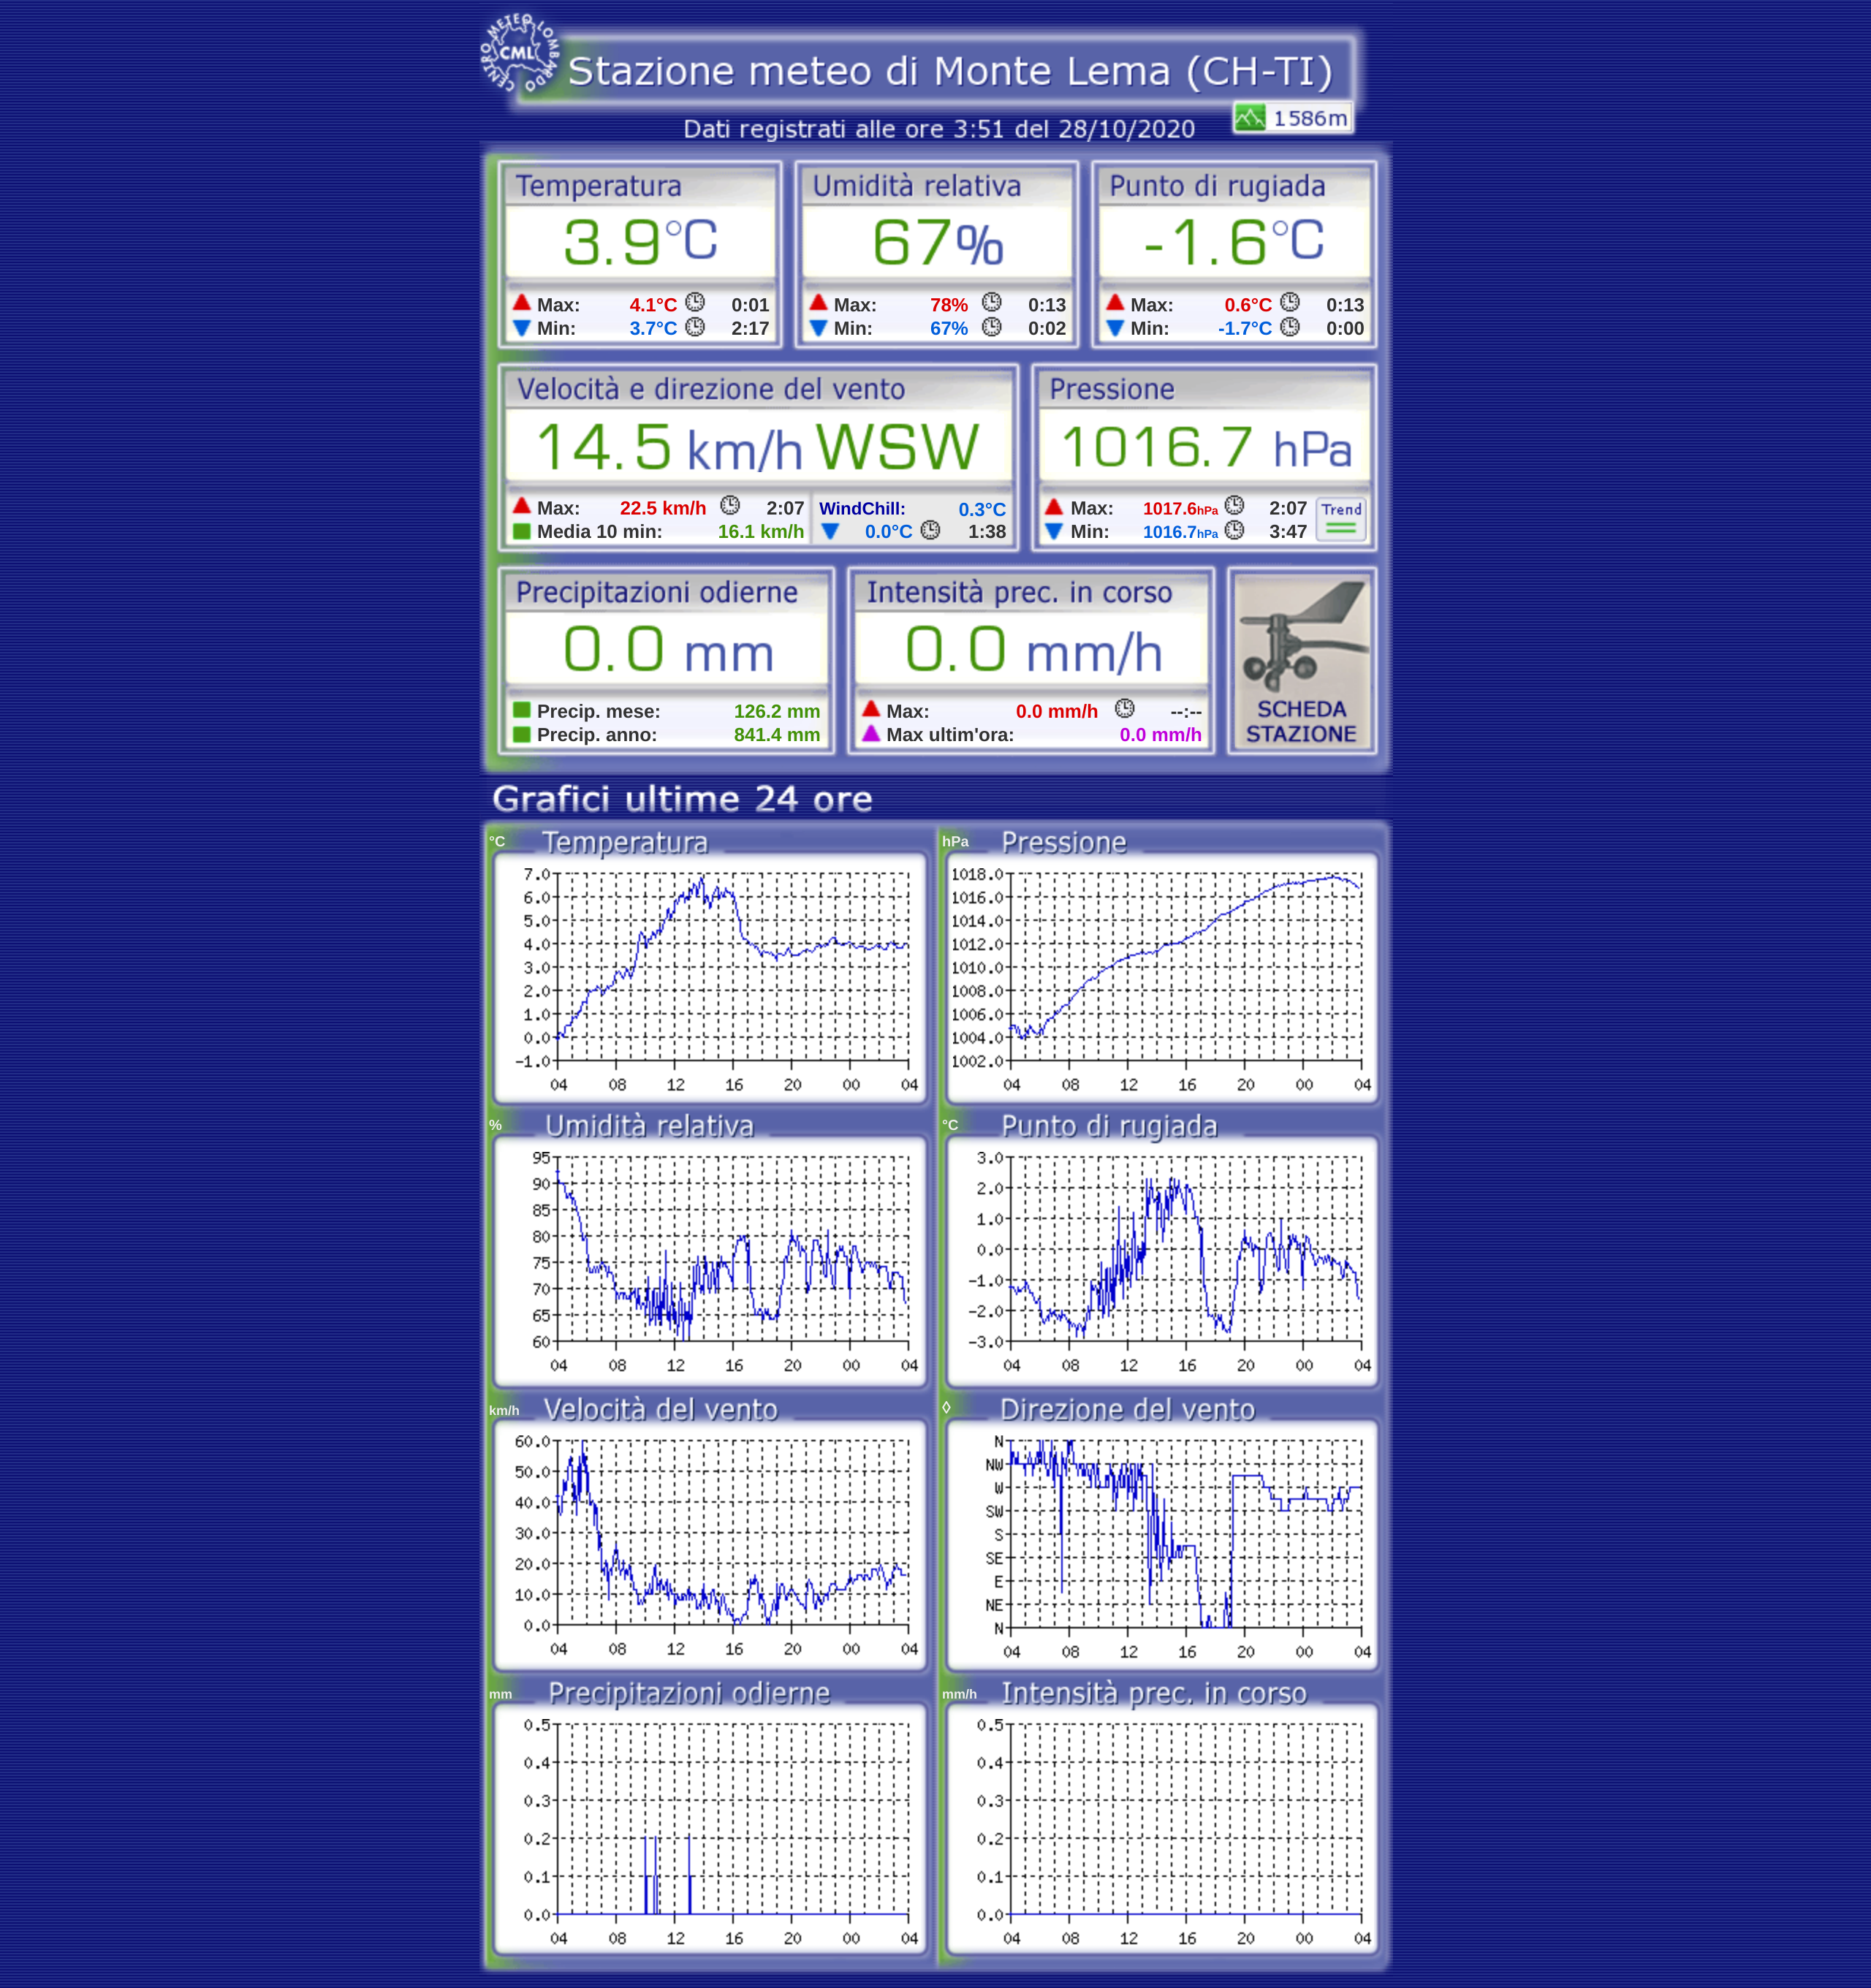 CENTRO METEO LOMBARDO
CML
Stazione meteo di Monte Lema (CH-TI)
1586m
Dati registrati alle ore 3:51 del 28/10/2020
Temperatura Umidità relativa Punto di rugiada
3.9°C 67% -1.6°C
Max: 4.1°C 0:01 Max: 78% 0:13 Max: 0.6°C 0:13
Min: 3.7°C 2:17 Min: 67% 0:02 Min: -1.7°C 0:00
Velocità e direzione del vento Pressione
14.5 km/h WSW 1016.7 hPa
Max: 22.5 km/h 2:07 WindChill: 0.3°C Max: 1017.6hPa 2:07 Trend
Media 10 min: 16.1 km/h 0.0°C 1:38 Min: 1016.7hPa 3:47
Precipitazioni odierne Intensità prec. in corso
0.0 mm 0.0 mm/h
Precip. mese: 126.2 mm Max: 0.0 mm/h --:-- SCHEDA
Precip. anno: 841.4 mm Max ultim'ora: 0.0 mm/h STAZIONE
Grafici ultime 24 ore
°C Temperatura hPa Pressione
7.0 1018.0
6.0 1016.0
5.0 1014.0
4.0 1012.0
3.0 1010.0
2.0 1008.0
1.0 1006.0
0.0 1004.0
-1.0 1002.0
04 08 12 16 20 00 04 04 08 12 16 20 00 04
% Umidità relativa °C Punto di rugiada
95 3.0
90 2.0
85 1.0
80 0.0
75 -1.0
70 -2.0
65 -3.0
60
04 08 12 16 20 00 04 04 08 12 16 20 00 04
km/h Velocità del vento ◊ Direzione del vento
60.0 N
50.0 NW
40.0 W
30.0 SW
20.0 S
10.0 SE
0.0 E
NE
N
04 08 12 16 20 00 04 04 08 12 16 20 00 04
mm Precipitazioni odierne mm/h Intensità prec. in corso
0.5 0.5
0.4 0.4
0.3 0.3
0.2 0.2
0.1 0.1
0.0 0.0
04 08 12 16 20 00 04 04 08 12 16 20 00 04